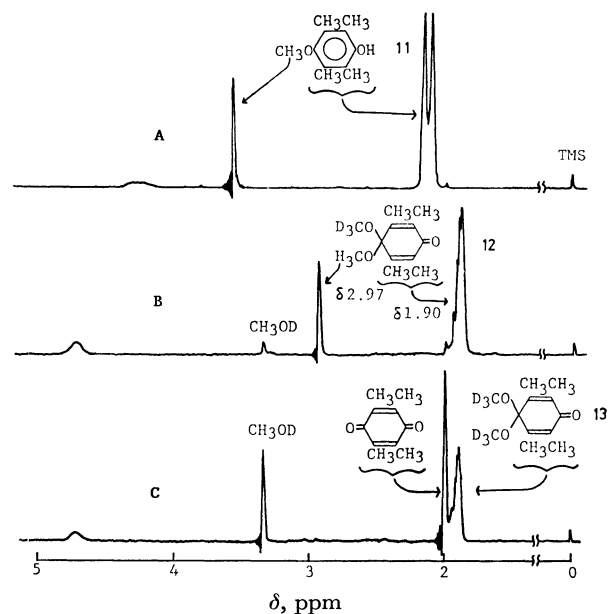 CH₃CH₃
CH₃O
OH
11
CH₃CH₃
A
TMS
D₃CO
CH₃CH₃
O
12
H₃CO
CH₃CH₃
B
δ2.97
δ1.90
CH₃OD
CH₃CH₃
O
O
CH₃CH₃
CH₃CH₃
D₃CO
O
13
D₃CO
CH₃CH₃
CH₃OD
C
5 4 3 2 0
δ, ppm